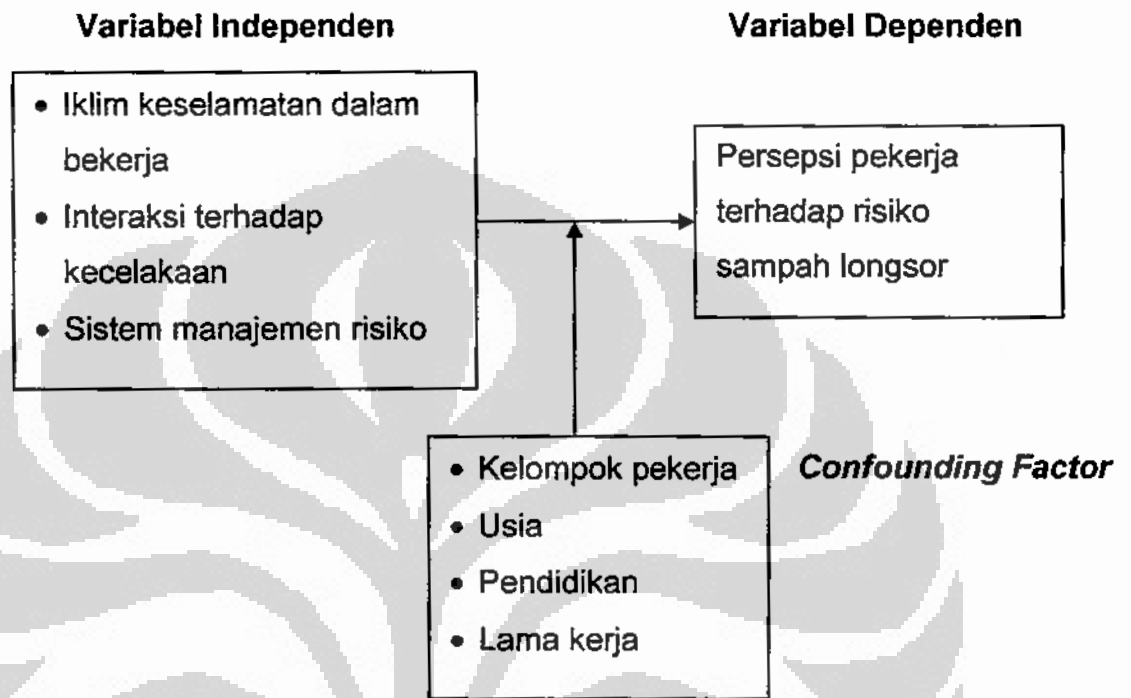 Variabel Independen
Variabel Dependen
• Iklim keselamatan dalam
bekerja
• Interaksi terhadap
kecelakaan
• Sistem manajemen risiko
Persepsi pekerja
terhadap risiko
sampah longsor
• Kelompok pekerja
• Usia
• Pendidikan
• Lama kerja
Confounding Factor